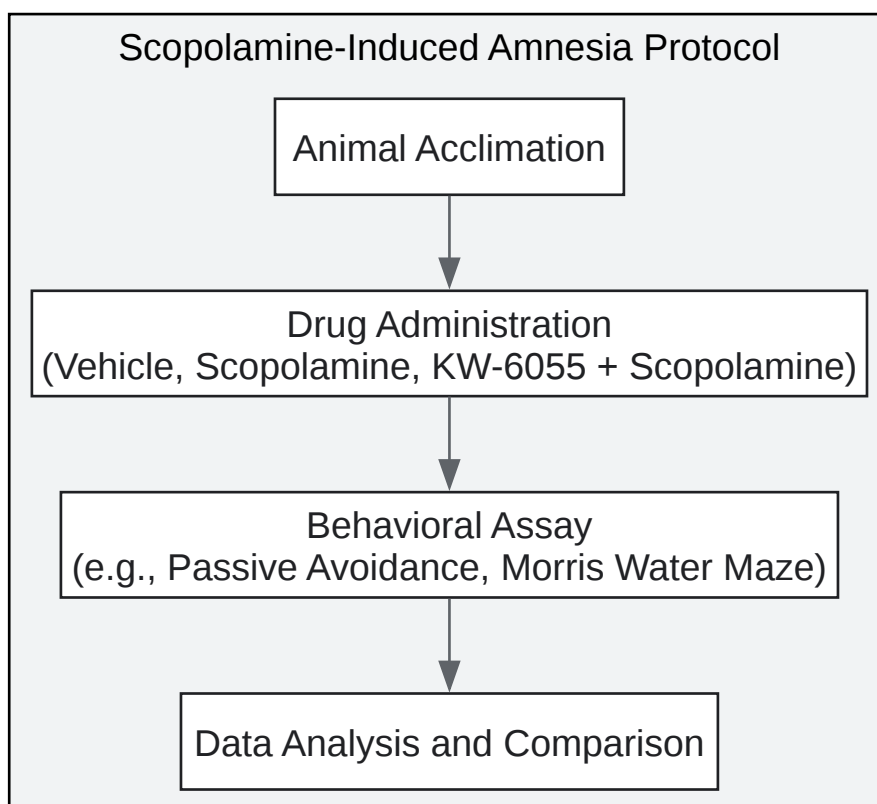 Scopolamine-Induced Amnesia Protocol
Animal Acclimation
Drug Administration
(Vehicle, Scopolamine, KW-6055 + Scopolamine)
Behavioral Assay
(e.g., Passive Avoidance, Morris Water Maze)
Data Analysis and Comparison